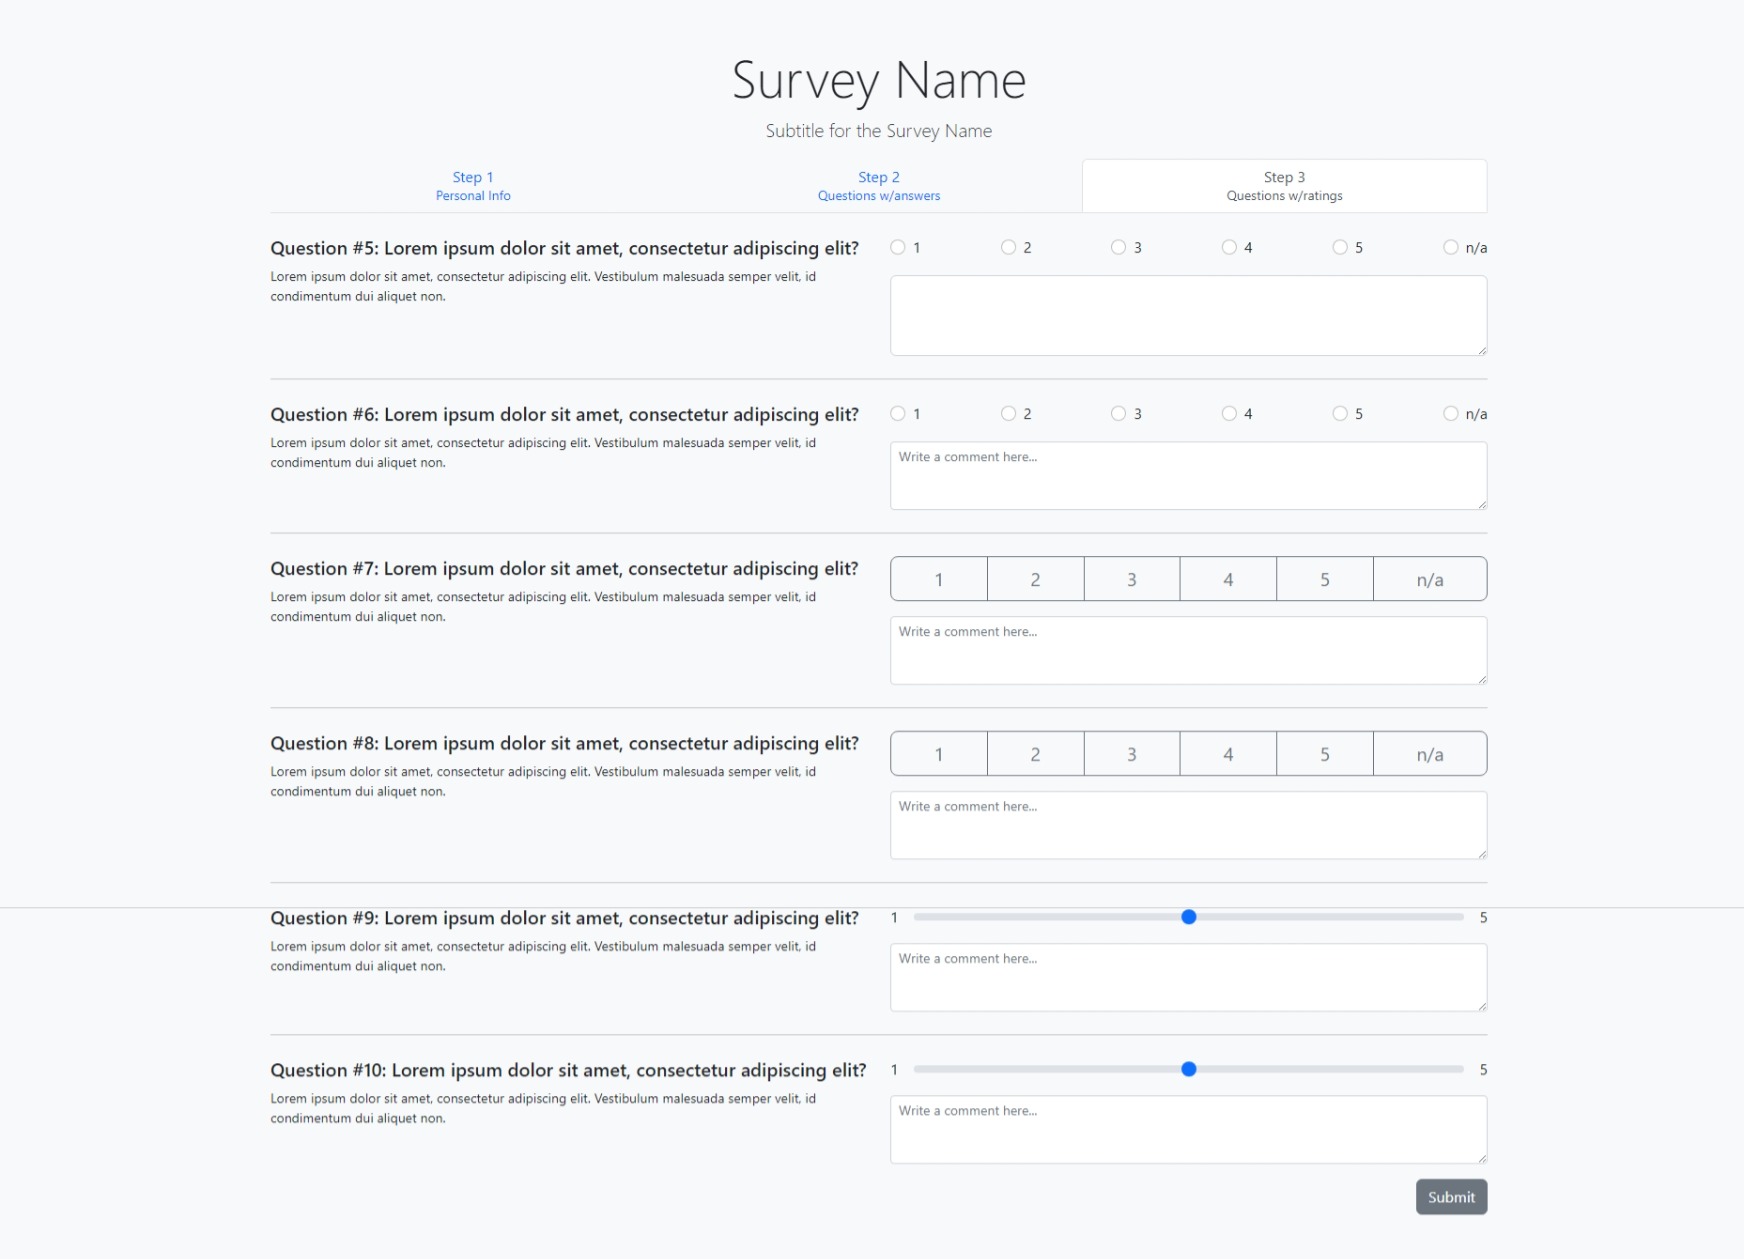 Survey Name
Subtitle for the Survey Name
Step 1
Personal Info
Step 2
Questions w/answers
Step 3
Questions w/ratings
Question #5: Lorem ipsum dolor sit amet, consectetur adipiscing elit?
Lorem ipsum dolor sit amet, consectetur adipiscing elit. Vestibulum malesuada semper velit, id
condimentum dui aliquet non.
1 2 3 4 5 n/a
Question #6: Lorem ipsum dolor sit amet, consectetur adipiscing elit?
Lorem ipsum dolor sit amet, consectetur adipiscing elit. Vestibulum malesuada semper velit, id
condimentum dui aliquet non.
1 2 3 4 5 n/a
Write a comment here...
Question #7: Lorem ipsum dolor sit amet, consectetur adipiscing elit?
Lorem ipsum dolor sit amet, consectetur adipiscing elit. Vestibulum malesuada semper velit, id
condimentum dui aliquet non.
1 2 3 4 5 n/a
Write a comment here...
Question #8: Lorem ipsum dolor sit amet, consectetur adipiscing elit?
Lorem ipsum dolor sit amet, consectetur adipiscing elit. Vestibulum malesuada semper velit, id
condimentum dui aliquet non.
1 2 3 4 5 n/a
Write a comment here...
Question #9: Lorem ipsum dolor sit amet, consectetur adipiscing elit?
Lorem ipsum dolor sit amet, consectetur adipiscing elit. Vestibulum malesuada semper velit, id
condimentum dui aliquet non.
1 5
Write a comment here...
Question #10: Lorem ipsum dolor sit amet, consectetur adipiscing elit?
Lorem ipsum dolor sit amet, consectetur adipiscing elit. Vestibulum malesuada semper velit, id
condimentum dui aliquet non.
1 5
Write a comment here...
Submit